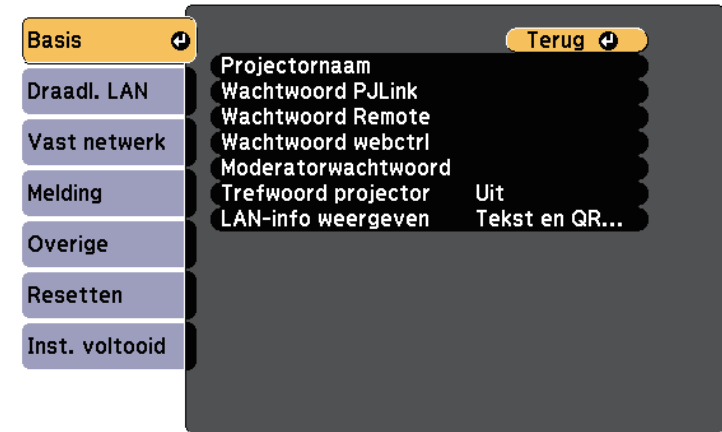 Basis
Draadl. LAN
Vast netwerk
Melding
Overige
Resetten
Inst. voltooid
Terug
Projectornaam
Wachtwoord PJLink
Wachtwoord Remote
Wachtwoord webctrl
Moderatorwachtwoord
Trefwoord projector Uit
LAN-info weergeven Tekst en QR...